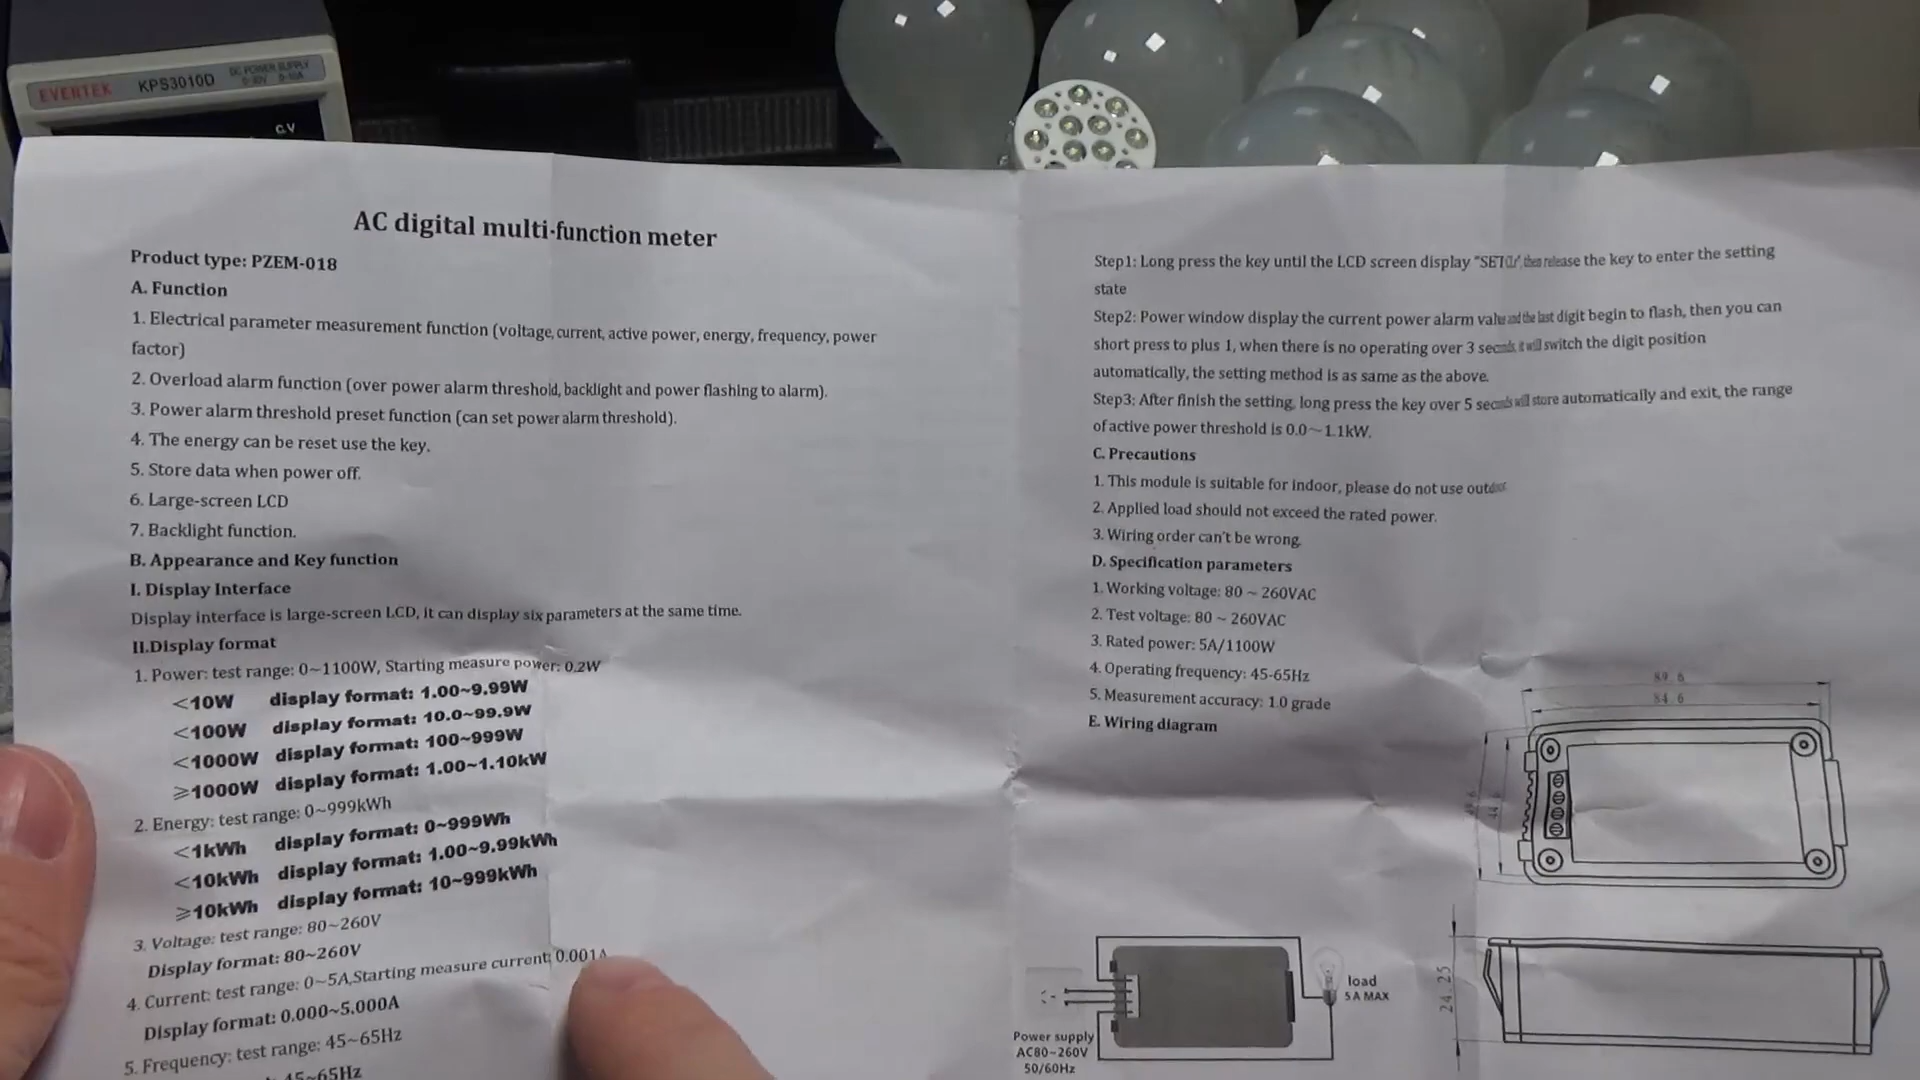 EVERTEK KPS3010D DC POWER SUPPLY
0-30V 0-10A
C.V
AC digital multi-function meter
Product type: PZEM-018
A. Function
1. Electrical parameter measurement function (voltage, current, active power, energy, frequency, power
factor)
2. Overload alarm function (over power alarm threshold, backlight and power flashing to alarm).
3. Power alarm threshold preset function (can set power alarm threshold).
4. The energy can be reset use the key.
5. Store data when power off.
6. Large-screen LCD
7. Backlight function.
B. Appearance and Key function
I. Display Interface
Display interface is large-screen LCD, it can display six parameters at the same time.
II.Display format
1. Power: test range: 0~1100W, Starting measure power: 0.2W
<10W display format: 1.00~9.99W
<100W display format: 10.0~99.9W
<1000W display format: 100~999W
≥1000W display format: 1.00~1.10kW
2. Energy: test range: 0~999kWh
<1kWh display format: 0~999Wh
<10kWh display format: 1.00~9.99kWh
≥10kWh display format: 10~999kWh
3. Voltage: test range: 80~260V
Display format: 80~260V
4. Current: test range: 0~5A,Starting measure current: 0.001A
Display format: 0.000~5.000A
5. Frequency: test range: 45~65Hz
45~65Hz
Step1: Long press the key until the LCD screen display "SET then release the key to enter the setting
state
Step2: Power window display the current power alarm value and the last digit begin to flash, then you can
short press to plus 1, when there is no operating over 3 seconds it will switch the digit position
automatically, the setting method is as same as the above.
Step3: After finish the setting, long press the key over 5 seconds will store automatically and exit, the range
of active power threshold is 0.0~1.1kW.
C. Precautions
1. This module is suitable for indoor, please do not use outdoor.
2. Applied load should not exceed the rated power.
3. Wiring order can't be wrong.
D. Specification parameters
1. Working voltage: 80 ~ 260VAC
2. Test voltage: 80 ~ 260VAC
3. Rated power: 5A/1100W
4. Operating frequency: 45-65Hz
5. Measurement accuracy: 1.0 grade
E. Wiring diagram
89.6
84.6
44.6
24.25
load
5A MAX
Power supply
AC80~260V
50/60Hz